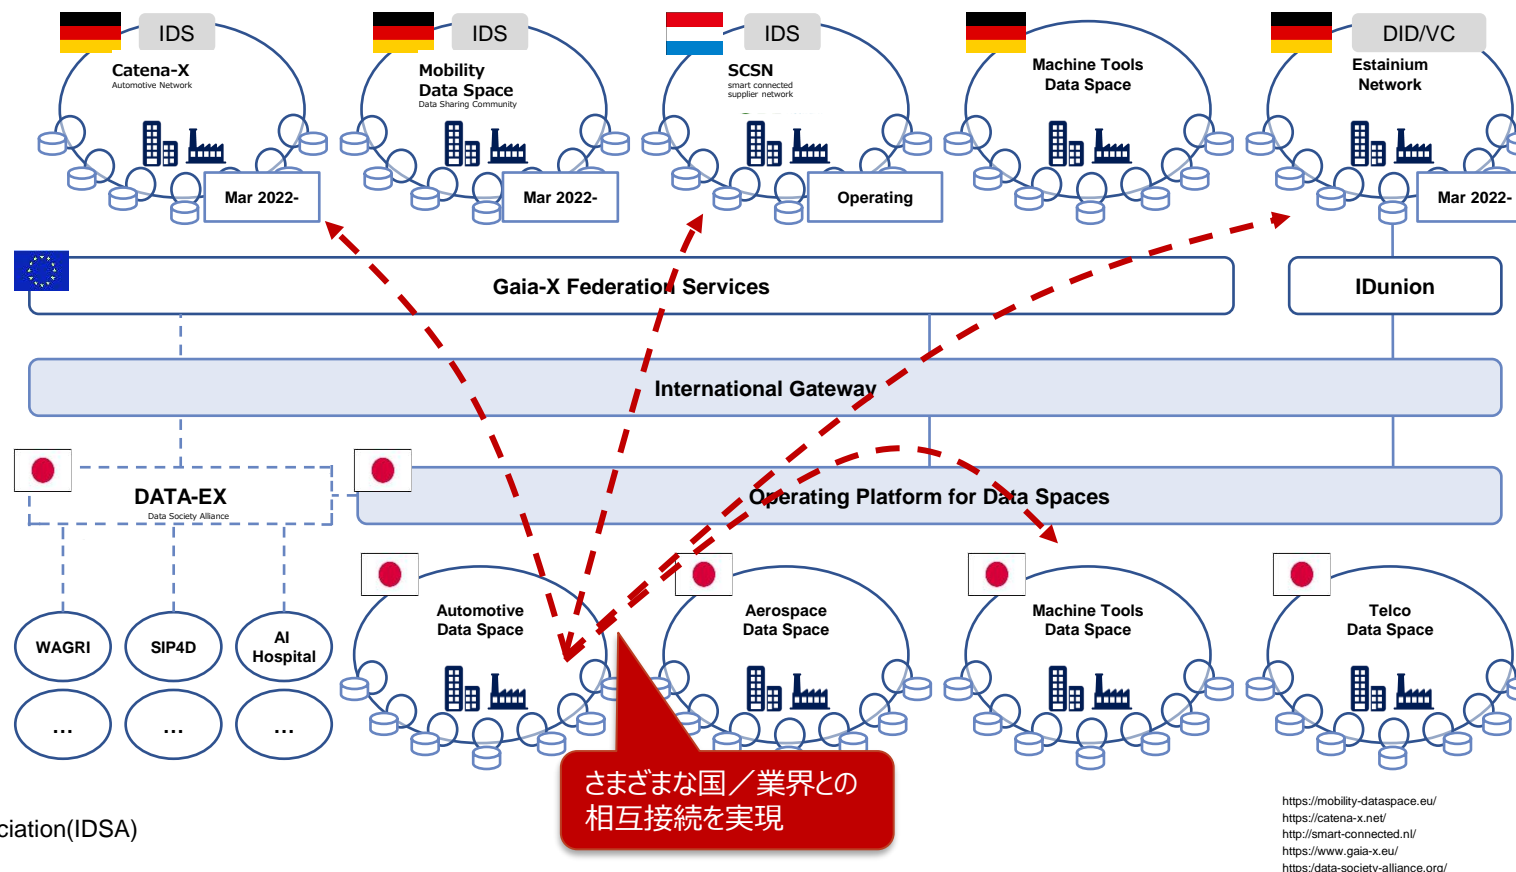 IDS
IDS
IDS
DID/VC
Catena-X
Automotive Network
Mobility
Data Space
Data Sharing Community
SCSN
smart connected
supplier network
Machine Tools
Data Space
Estainium
Network
Mar 2022-
Mar 2022-
Operating
Mar 2022-
Gaia-X Federation Services
IDunion
International Gateway
DATA-EX
Data Society Alliance
Operating Platform for Data Spaces
WAGRI
SIP4D
AI
Hospital
...
...
...
Automotive
Data Space
Aerospace
Data Space
Machine Tools
Data Space
Telco
Data Space
さまざまな国／業界との
相互接続を実現
ciation(IDSA)
https://mobility-dataspace.eu/
https://catena-x.net/
http://smart-connected.nl/
https://www.gaia-x.eu/
https:/data-society-alliance.org/